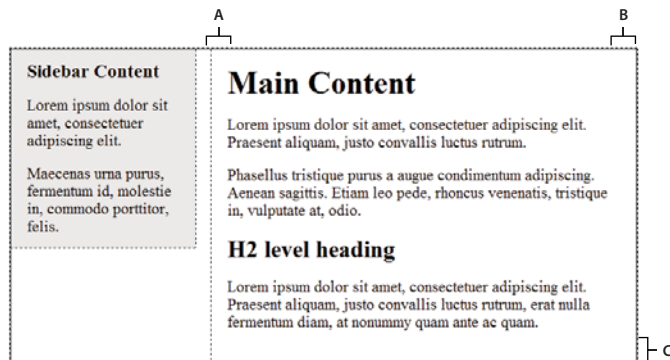 A
B
Sidebar Content
Lorem ipsum dolor sit
amet, consectetuer
adipiscing elit.
Maecenas urna purus,
fermentum id, molestie
in, commodo porttitor,
felis.
Main Content
Lorem ipsum dolor sit amet, consectetuer adipiscing elit.
Praesent aliquam, justo convallis luctus rutrum.
Phasellus tristique purus a augue condimentum adipiscing.
Aenean sagittis. Etiam leo pede, rhoncus venenatis, tristique
in, vulputate at, odio.
H2 level heading
Lorem ipsum dolor sit amet, consectetuer adipiscing elit.
Praesent aliquam, justo convallis luctus rutrum, erat nulla
fermentum diam, at nonummy quam ante ac quam.
C